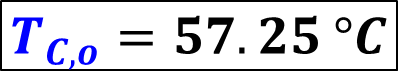 T_{C,o} = 57.25 °C